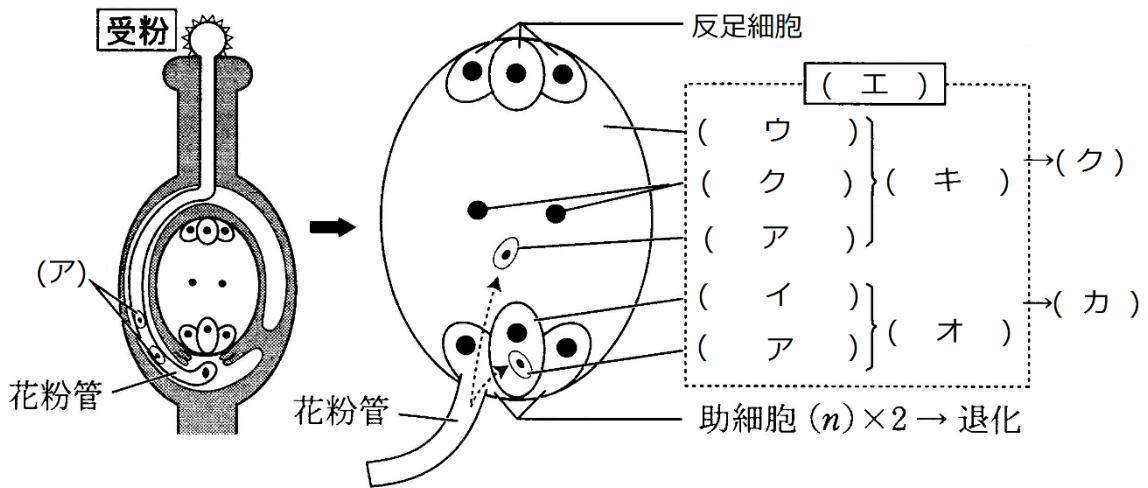 受粉
反足細胞
( エ )
( ウ )
( ク )
( キ )
→( ク )
( ア )
(ア)
( イ )
( オ )
→( カ )
( ア )
花粉管
花粉管
助細胞 (n)×2 → 退化